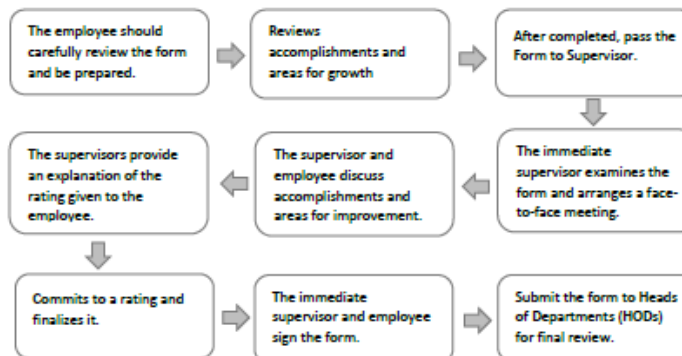 The employee should
carefully review the form
and be prepared.
Reviews
accomplishments and
areas for growth
After completed, pass the
Form to Supervisor.
The immediate
supervisor examines the
form and arranges a face-
to-face meeting.
The supervisor and
employee discuss
accomplishments and
areas for improvement.
The supervisors provide
an explanation of the
rating given to the
employee.
Commits to a rating and
finalizes it.
The immediate
supervisor and employee
sign the form.
Submit the form to Heads
of Departments (HODs)
for final review.